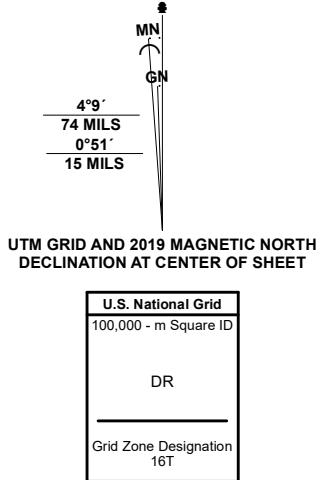 MN
GN
4°9´
74 MILS
0°51´
15 MILS
UTM GRID AND 2019 MAGNETIC NORTH
DECLINATION AT CENTER OF SHEET
U.S. National Grid
100,000 - m Square ID
DR
Grid Zone Designation
16T